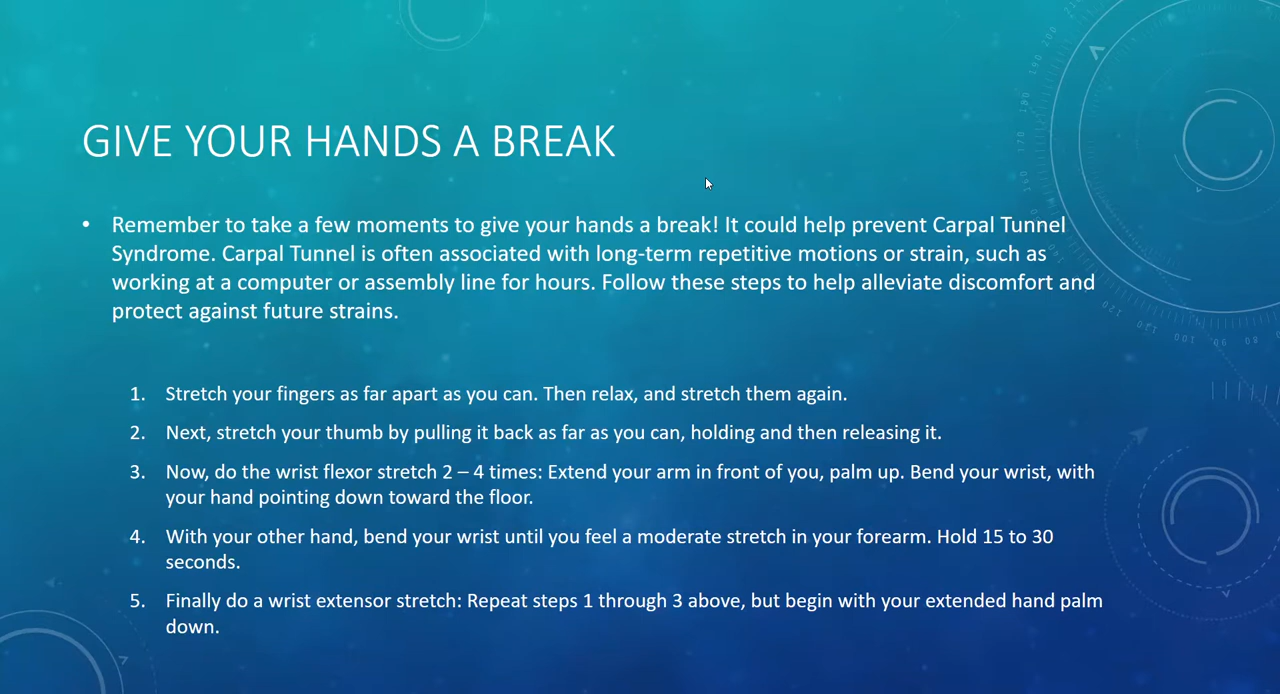 GIVE YOUR HANDS A BREAK
• Remember to take a few moments to give your hands a break! It could help prevent Carpal Tunnel
Syndrome. Carpal Tunnel is often associated with long-term repetitive motions or strain, such as
working at a computer or assembly line for hours. Follow these steps to help alleviate discomfort and
protect against future strains.
1. Stretch your fingers as far apart as you can. Then relax, and stretch them again.
2. Next, stretch your thumb by pulling it back as far as you can, holding and then releasing it.
3. Now, do the wrist flexor stretch 2 – 4 times: Extend your arm in front of you, palm up. Bend your wrist, with
your hand pointing down toward the floor.
4. With your other hand, bend your wrist until you feel a moderate stretch in your forearm. Hold 15 to 30
seconds.
5. Finally do a wrist extensor stretch: Repeat steps 1 through 3 above, but begin with your extended hand palm
down.